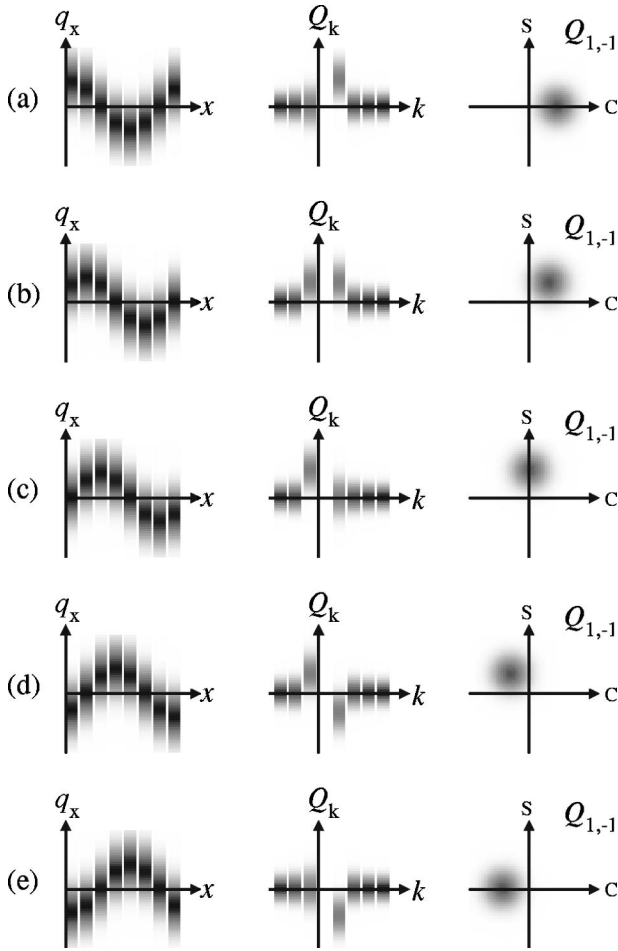 q_x Q_k S Q_1,-1
(a) x k C
q_x Q_k S Q_1,-1
(b) x k C
q_x Q_k S Q_1,-1
(c) x k C
q_x Q_k S Q_1,-1
(d) x k C
q_x Q_k S Q_1,-1
(e) x k C